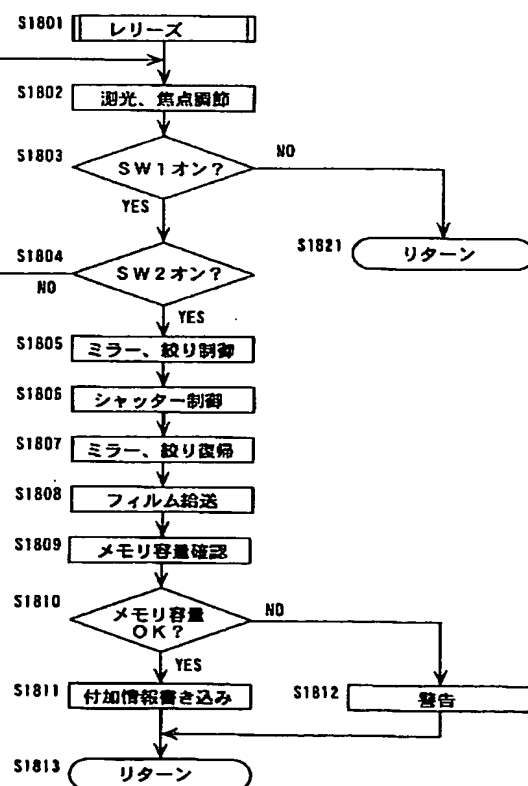 S1801 レリーズ
S1802 測光、焦点調節
S1803 SW1オン?
NO
YES
S1821 リターン
S1804 SW2オン?
NO
YES
S1805 ミラー、絞り制御
S1806 シャッター制御
S1807 ミラー、絞り復帰
S1808 フィルム給送
S1809 メモリ容量確認
S1810 メモリ容量
OK?
NO
YES
S1811 付加情報書き込み
S1812 警告
S1813 リターン